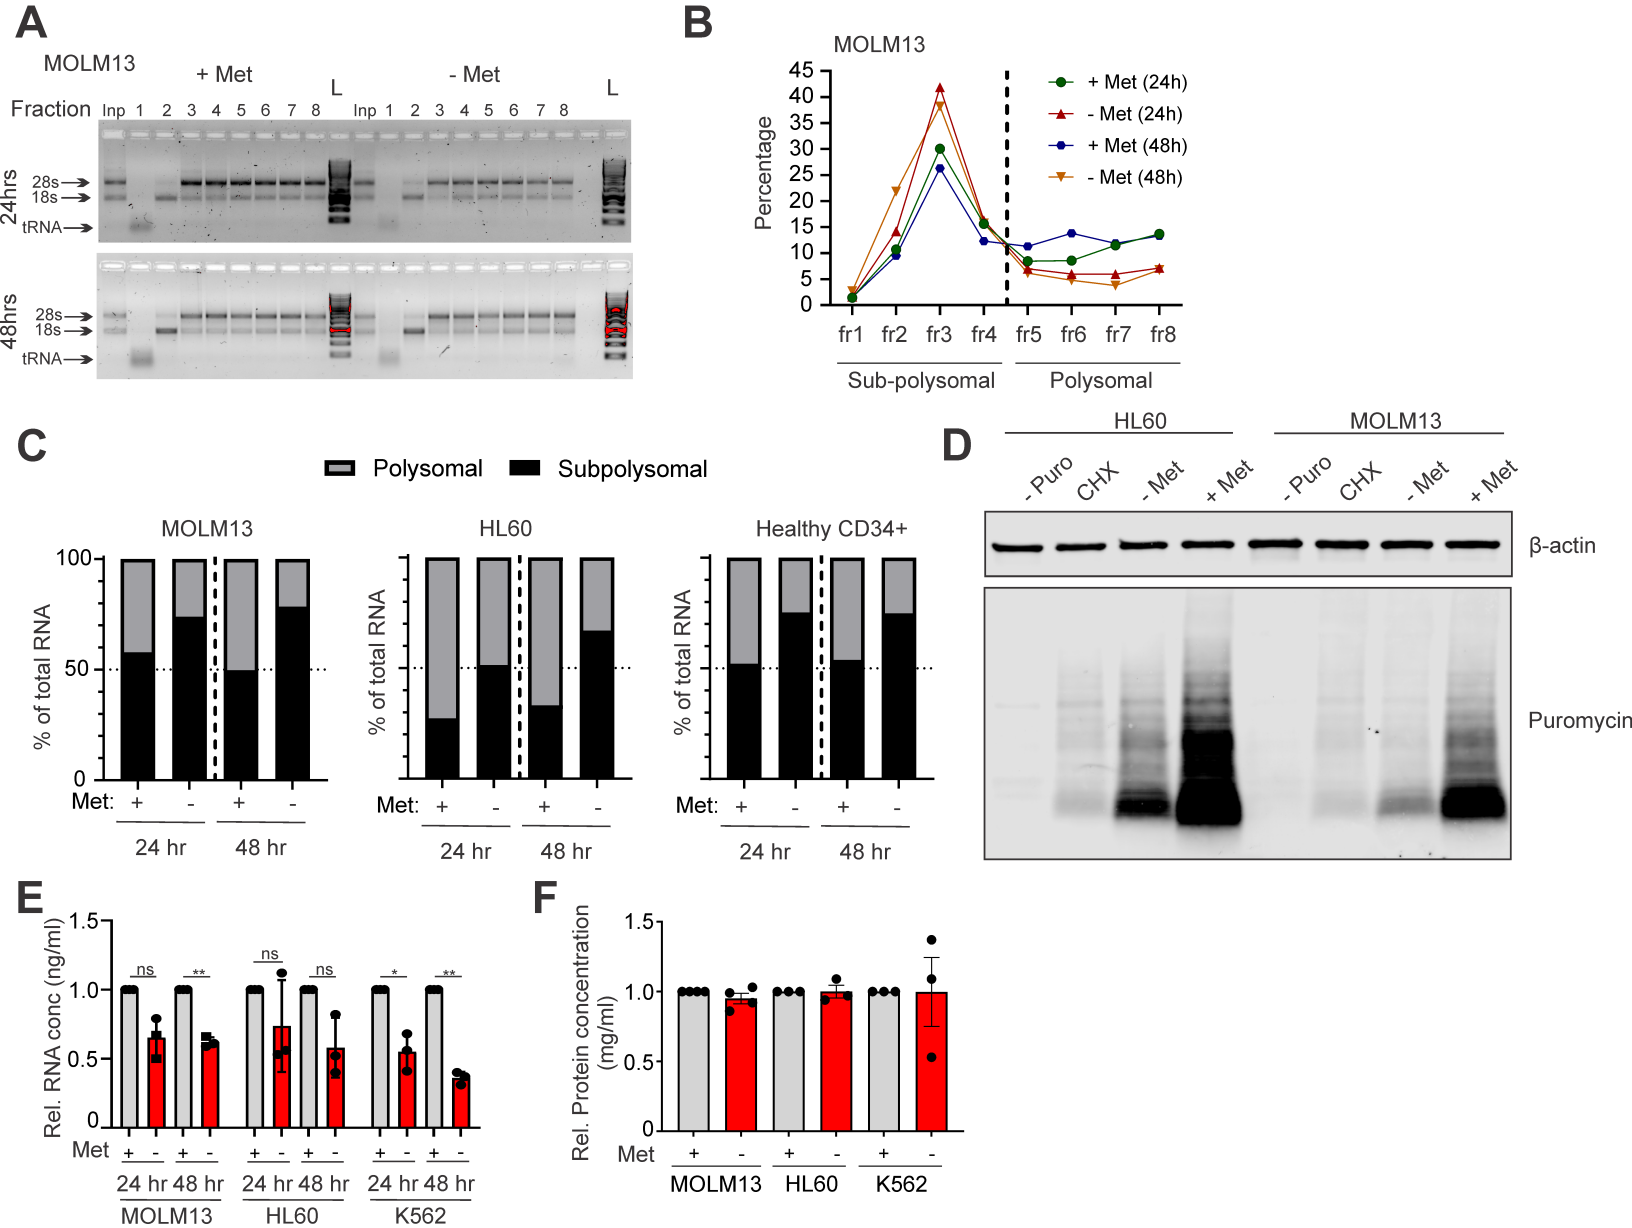 A
MOLM13
+ Met
- Met
L
L
Fraction
Inp 1 2 3 4 5 6 7 8
Inp 1 2 3 4 5 6 7 8
24hrs
28s
18s
tRNA
48hrs
28s
18s
tRNA
B
MOLM13
Percentage
45
40
35
30
25
20
15
10
5
0
+ Met (24h)
- Met (24h)
+ Met (48h)
- Met (48h)
fr1 fr2 fr3 fr4 fr5 fr6 fr7 fr8
Sub-polysomal
Polysomal
C
Polysomal
Subpolysomal
MOLM13
% of total RNA
100
50
0
Met: + - + -
24 hr 48 hr
HL60
% of total RNA
Met: + - + -
24 hr 48 hr
Healthy CD34+
% of total RNA
Met: + - + -
24 hr 48 hr
D
HL60
MOLM13
- Puro
CHX
- Met
+ Met
- Puro
CHX
- Met
+ Met
β-actin
Puromycin
E
Rel. RNA conc (ng/ml)
1.5
1.0
0.5
0
ns
**
ns
ns
*
**
Met + - + - + - + - + - + -
24 hr 48 hr 24 hr 48 hr 24 hr 48 hr
MOLM13 HL60 K562
F
Rel. Protein concentration
(mg/ml)
1.5
1.0
0.5
0
Met + - + - + -
MOLM13 HL60 K562